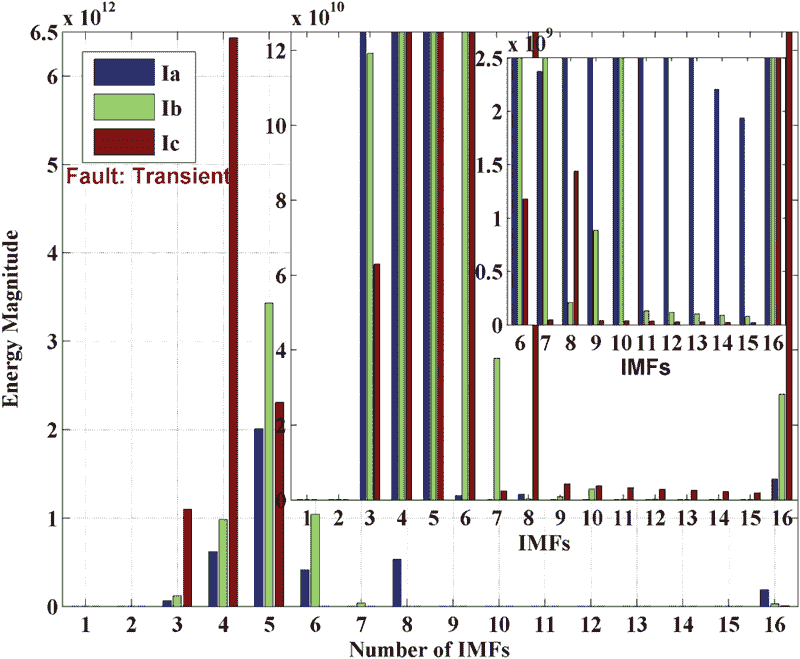 x 10^12
x 10^10
x 10^9
6.5
6
5
4
3
2
1
0
Ia
Ib
Ic
Fault: Transient
12
10
8
6
4
2
0
2.5
2
1.5
1
0.5
0
6 7 8 9 10 11 12 13 14 15 16
IMFs
1 2 3 4 5 6 7 8 9 10 11 12 13 14 15 16
IMFs
Energy Magnitude
1 2 3 4 5 6 7 8 9 10 11 12 13 14 15 16
Number of IMFs